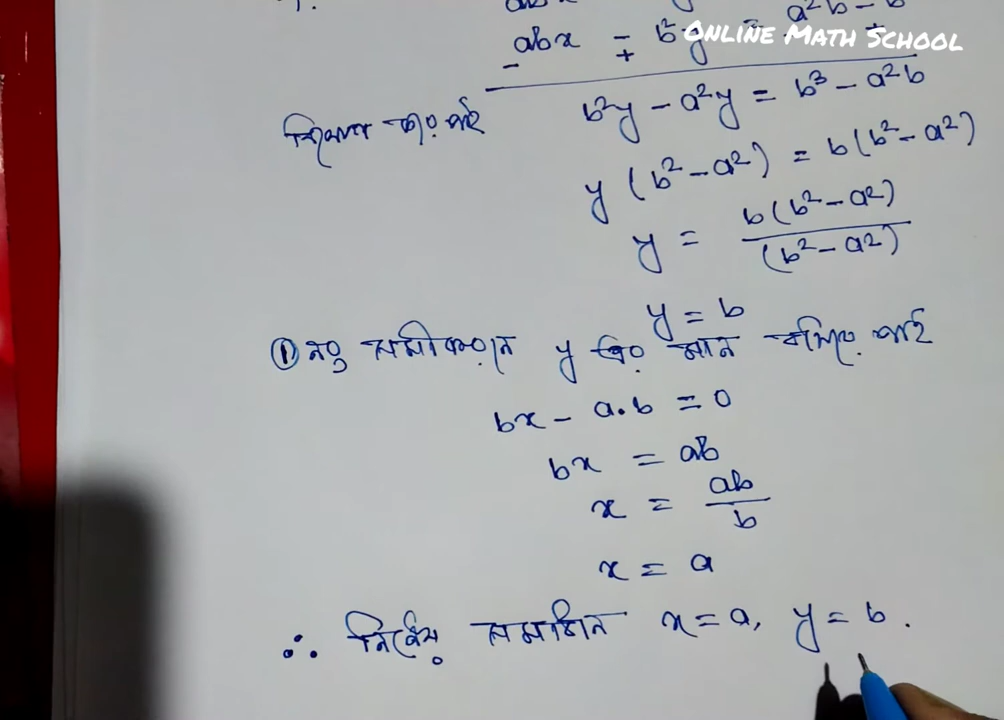 a²b - b
ONLINE MATH SCHOOL
abx = b²y
- +
b²y - a²y = b³ - a²b
বিয়োগ করে পাই
y (b² - a²) = b(b² - a²)
y = b(b² - a²) / (b² - a²)
y = b
① নং সমীকরণে y এর মান বসিয়ে পাই
bx - a.b = 0
bx = ab
x = ab / b
x = a
∴ নির্ণেয় সমাধান x = a, y = b.